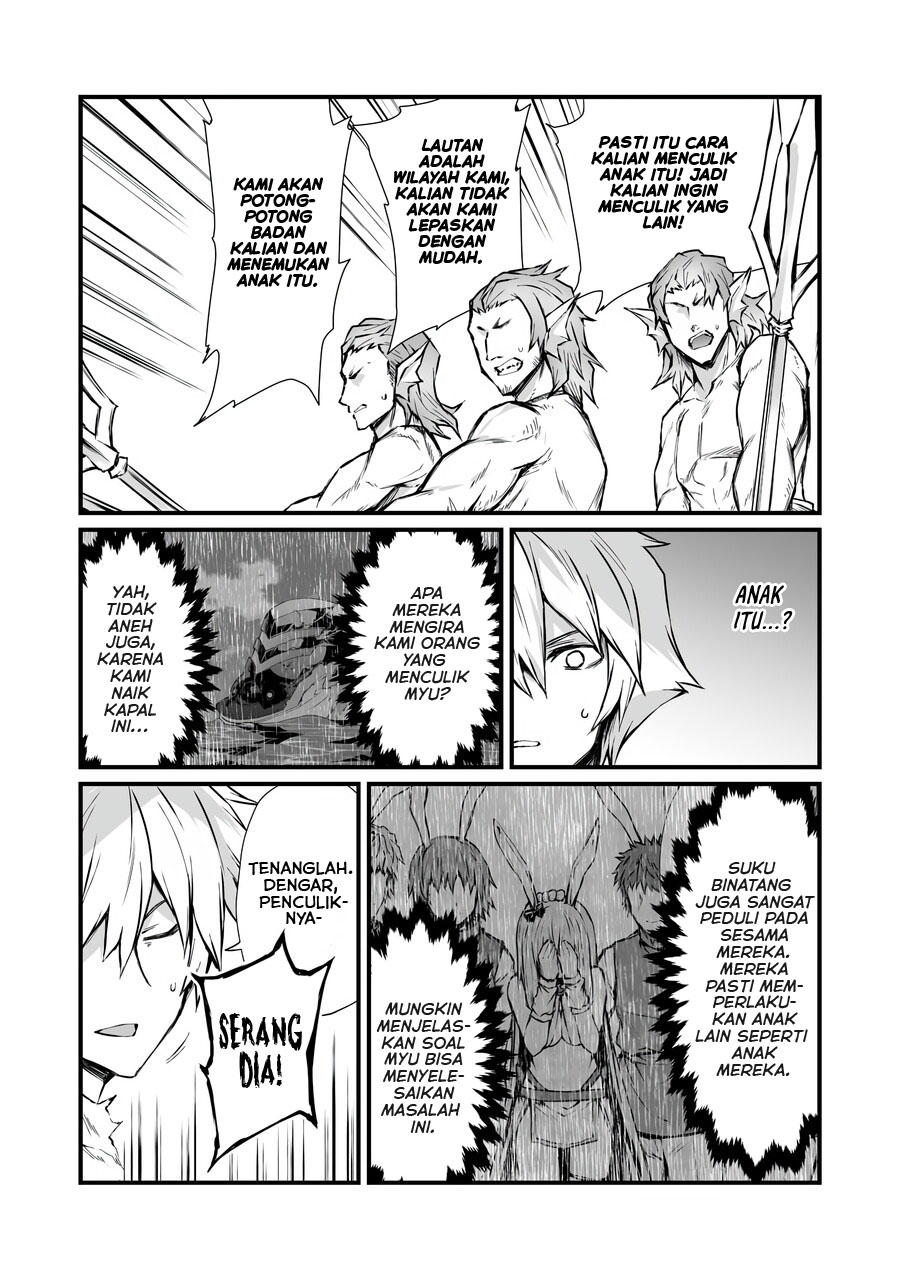 PASTI ITU CARA
KALIAN MENCULIK
ANAK ITU! JADI
KALIAN INGIN
MENCULIK YANG
LAIN!
LAUTAN
ADALAH
WILAYAH KAMI,
KALIAN TIDAK
AKAN KAMI
LEPASKAN
DENGAN
MUDAH.
KAMI AKAN
POTONG-
POTONG
BADAN
KALIAN DAN
MENEMUKAN
ANAK ITU.
ANAK
ITU...?
APA
MEREKA
MENGIRA
KAMI ORANG
YANG
MENCULIK
MYU?
YAH,
TIDAK
ANEH
JUGA,
KARENA
KAMI
NAIK
KAPAL
INI...
SUKU
BINATANG
JUGA SANGAT
PEDULI PADA
SESAMA
MEREKA.
MEREKA
PASTI MEM-
PERLAKU-
KAN ANAK
LAIN SEPERTI
ANAK
MEREKA.
MUNGKIN
MENJELAS-
KAN SOAL
MYU BISA
MENYELE-
SAIKAN
MASALAH
INI.
TENANGLAH.
DENGAR,
PENCULIK-
NYA-
SERANG
DIA!